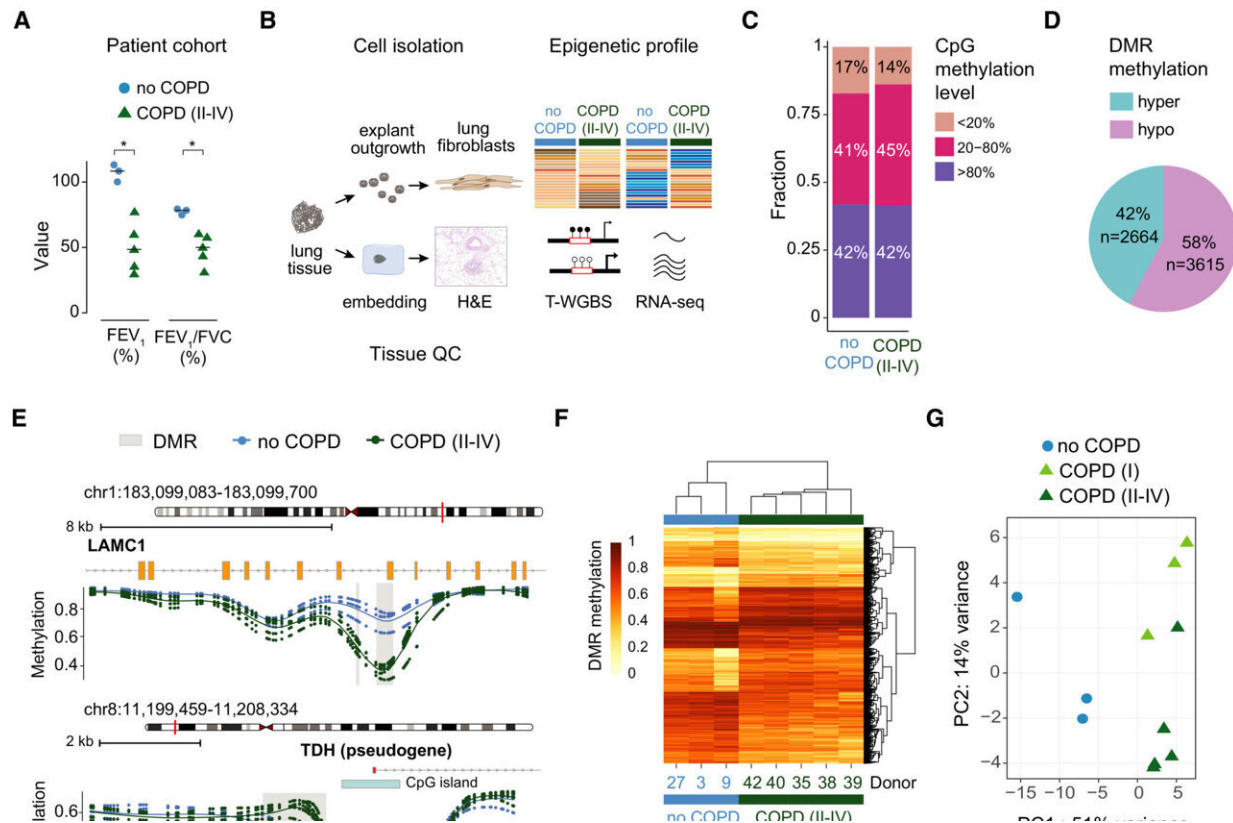 A
Patient cohort
no COPD
COPD (II-IV)
*
*
100
50
0
Value
FEV1
(%)
FEV1/FVC
(%)
B
Cell isolation
Epigenetic profile
explant
outgrowth
lung
fibroblasts
lung
tissue
embedding
H&E
Tissue QC
no
COPD
COPD
(II-IV)
no
COPD
COPD
(II-IV)
T-WGBS
RNA-seq
C
1
0.75
0.5
0.25
0
Fraction
17%
14%
41%
45%
42%
42%
no
COPD
COPD
(II-IV)
CpG
methylation
level
<20%
20−80%
>80%
D
DMR
methylation
hyper
hypo
42%
n=2664
58%
n=3615
E
DMR
no COPD
COPD (II-IV)
chr1:183,099,083-183,099,700
8 kb
LAMC1
Methylation
0.8
0.6
0.4
chr8:11,199,459-11,208,334
2 kb
TDH (pseudogene)
CpG island
lation
0.6
F
DMR methylation
1
0.8
0.6
0.4
0.2
0
27 3 9 42 40 35 38 39 Donor
no COPD COPD (II-IV)
G
no COPD
COPD (I)
COPD (II-IV)
PC2: 14% variance
6
4
2
0
−2
−4
−15 −10 −5 0 5
PC1 : 51% variance